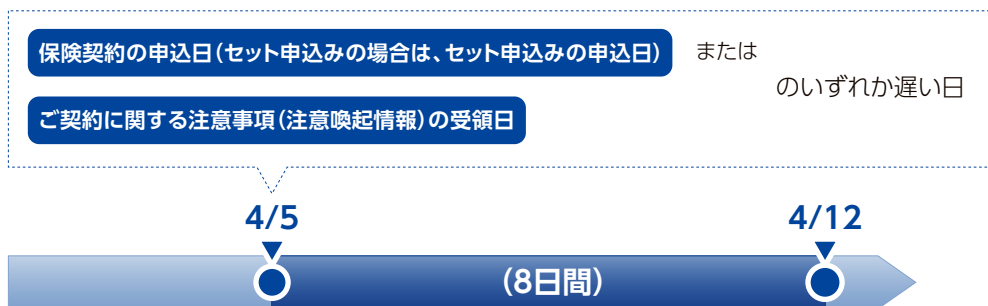 保険契約の申込日(セット申込みの場合は、セット申込みの申込日) または
のいずれか遅い日
ご契約に関する注意事項(注意喚起情報)の受領日
4/5 4/12
(8日間)